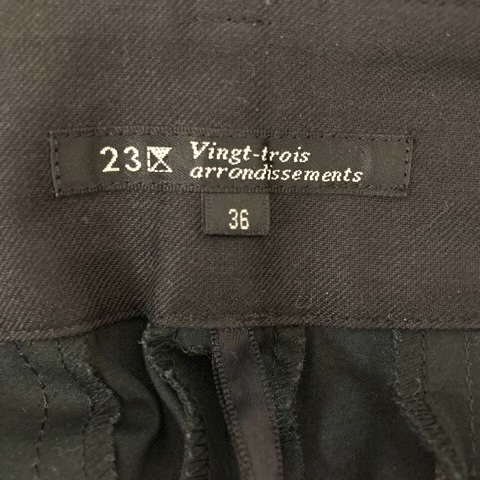 23区 Vingt-trois
arrondissements
36